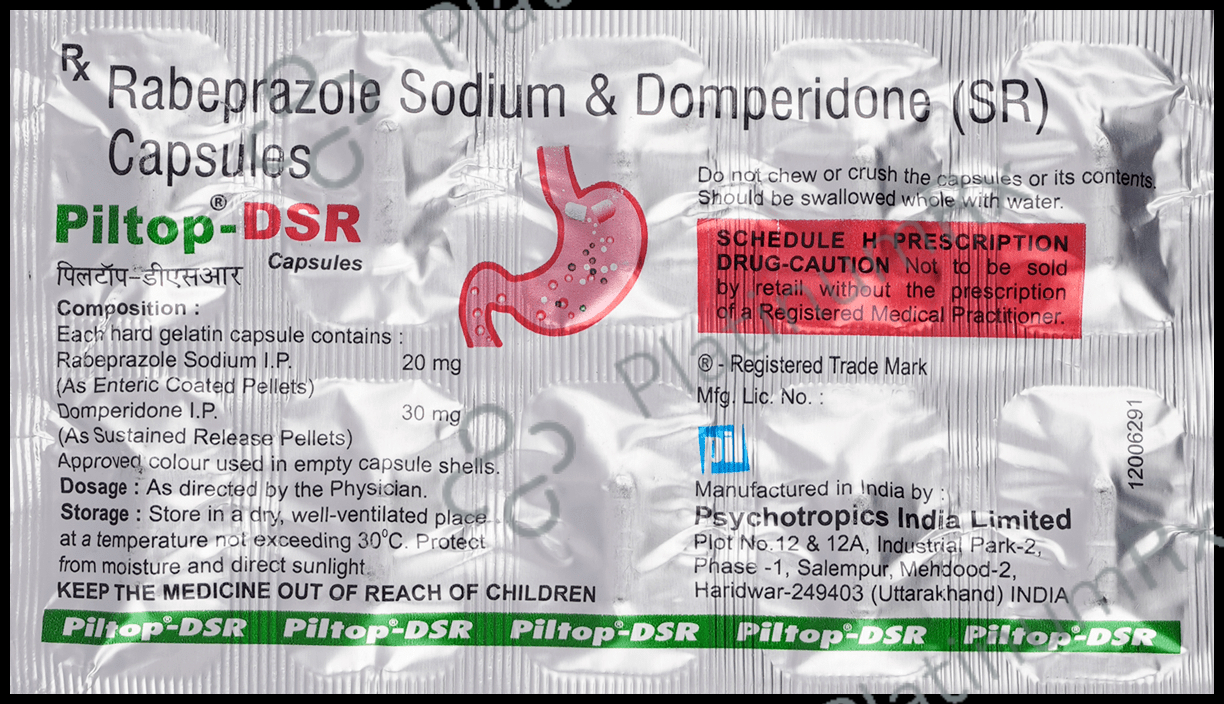 Rx Rabeprazole Sodium & Domperidone (SR)
Capsules
Piltop®-DSR
Capsules
पिलटॉप-डीएसआर
Composition :
Each hard gelatin capsule contains :
Rabeprazole Sodium I.P. 20 mg
(As Enteric Coated Pellets)
Domperidone I.P. 30 mg
(As Sustained Release Pellets)
Approved colour used in empty capsule shells.
Dosage : As directed by the Physician.
Storage : Store in a dry, well-ventilated place
at a temperature not exceeding 30⁰C. Protect
from moisture and direct sunlight
KEEP THE MEDICINE OUT OF REACH OF CHILDREN
Do not chew or crush the capsules or its contents.
Should be swallowed whole with water.
SCHEDULE H PRESCRIPTION
DRUG-CAUTION Not to be sold
by retail without the prescription
of a Registered Medical Practitioner.
® - Registered Trade Mark
Mfg. Lic. No. :
pil
Manufactured in India by :
Psychotropics India Limited
Plot No.12 & 12A, Industrial Park-2,
Phase -1, Salempur, Mehdood-2,
Haridwar-249403 (Uttarakhand) INDIA
12006291
Piltop®-DSR Piltop®-DSR Piltop®-DSR Piltop®-DSR Piltop®-DSR
Platinum
Platinumrx
Platinum
Platinumrx
Platinum